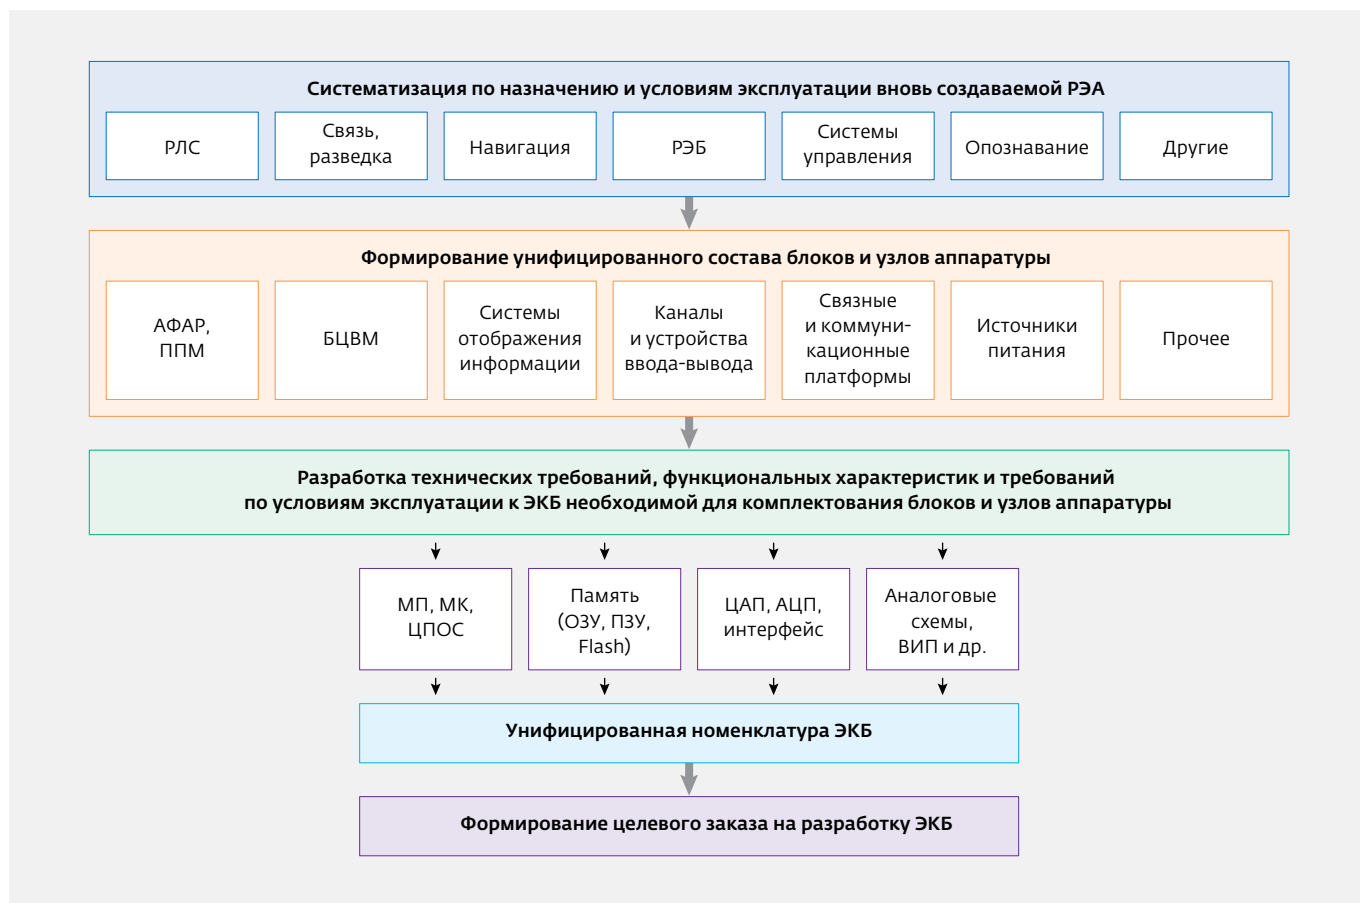 Систематизация по назначению и условиям эксплуатации вновь создаваемой РЭА
РЛС
Связь,
разведка
Навигация
РЭБ
Системы
управления
Опознавание
Другие
Формирование унифицированного состава блоков и узлов аппаратуры
АФАР,
ППМ
БЦВМ
Системы
отображения
информации
Каналы
и устройства
ввода-вывода
Связные
и коммуни-
кационные
платформы
Источники
питания
Прочее
Разработка технических требований, функциональных характеристик и требований
по условиям эксплуатации к ЭКБ необходимой для комплектования блоков и узлов аппаратуры
МП, МК,
ЦПОС
Память
(ОЗУ, ПЗУ,
Flash)
ЦАП, АЦП,
интерфейс
Аналоговые
схемы,
ВИП и др.
Унифицированная номенклатура ЭКБ
Формирование целевого заказа на разработку ЭКБ